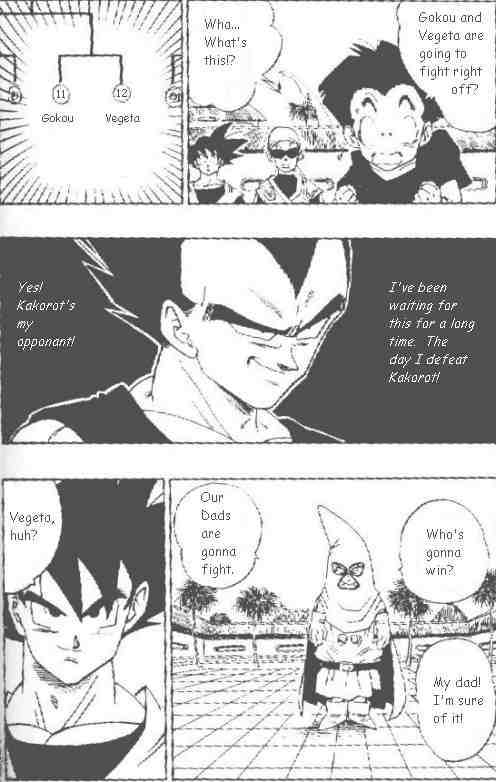 11
12
Gokou
Vegeta
Wha...
What's
this!?
Gokou and
Vegeta are
going to
fight right
off?
Yes!
Kakorot's
my
opponant!
I've been
waiting for
this for a long
time. The
day I defeat
Kakorot!
Vegeta,
huh?
Our
Dads
are
gonna
fight.
Who's
gonna
win?
My dad!
I'm sure
of it!